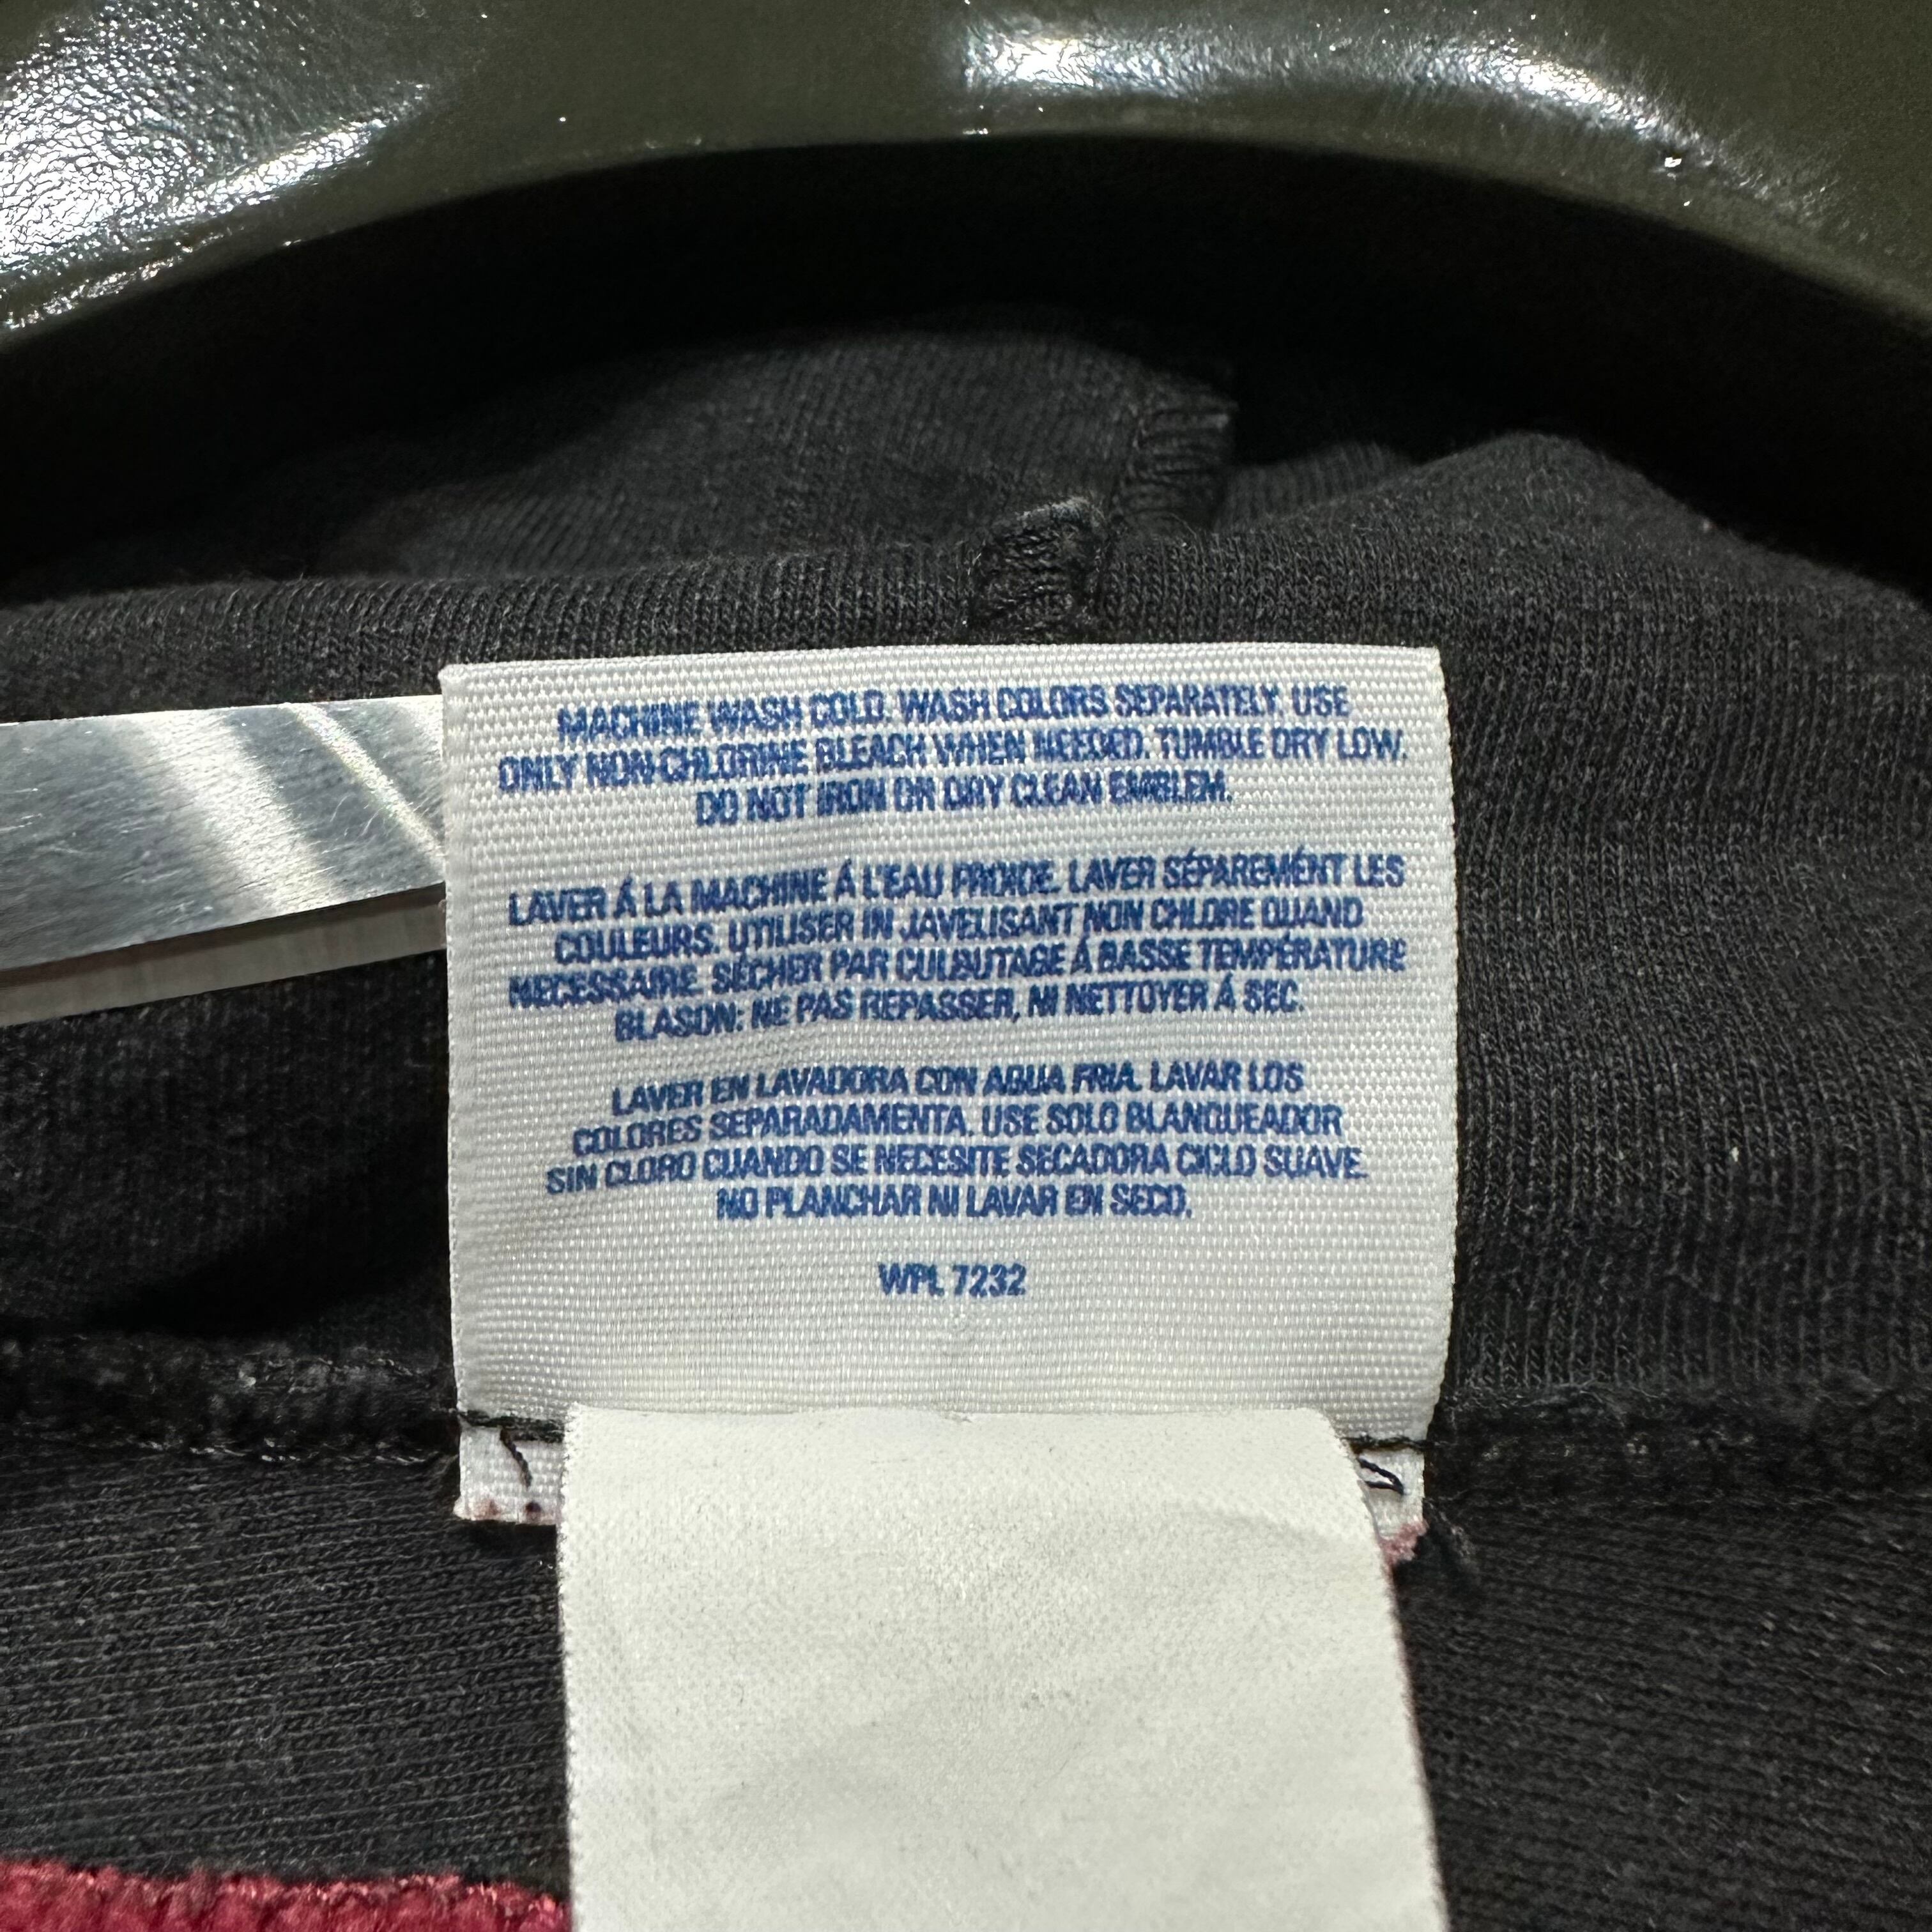 MACHINE WASH COLD. WASH COLORS SEPARATELY. USE
ONLY NON-CHLORINE BLEACH WHEN NEEDED. TUMBLE DRY LOW.
DO NOT IRON OR DRY CLEAN EMBLEM.
LAVER Á LA MACHINE Á L'EAU FROIDE. LAVER SÉPAREMÉNT LES
COULEURS. UTILISER IN JAVELISANT NON CHLORE QUAND
NECESSAIRE. SÉCHER PAR CULBUTAGE Á BASSE TEMPÉRATURE
BLASON: NE PAS REPASSER, NI NETTOYER Á SEC.
LAVER EN LAVADORA CON AGUA FRIA. LAVAR LOS
COLORES SEPARADAMENTA. USE SOLO BLANQUEADOR
SIN CLORO CUANDO SE NECESITE SECADORA CICLO SUAVE.
NO PLANCHAR NI LAVAR EN SECO.
WPL 7232